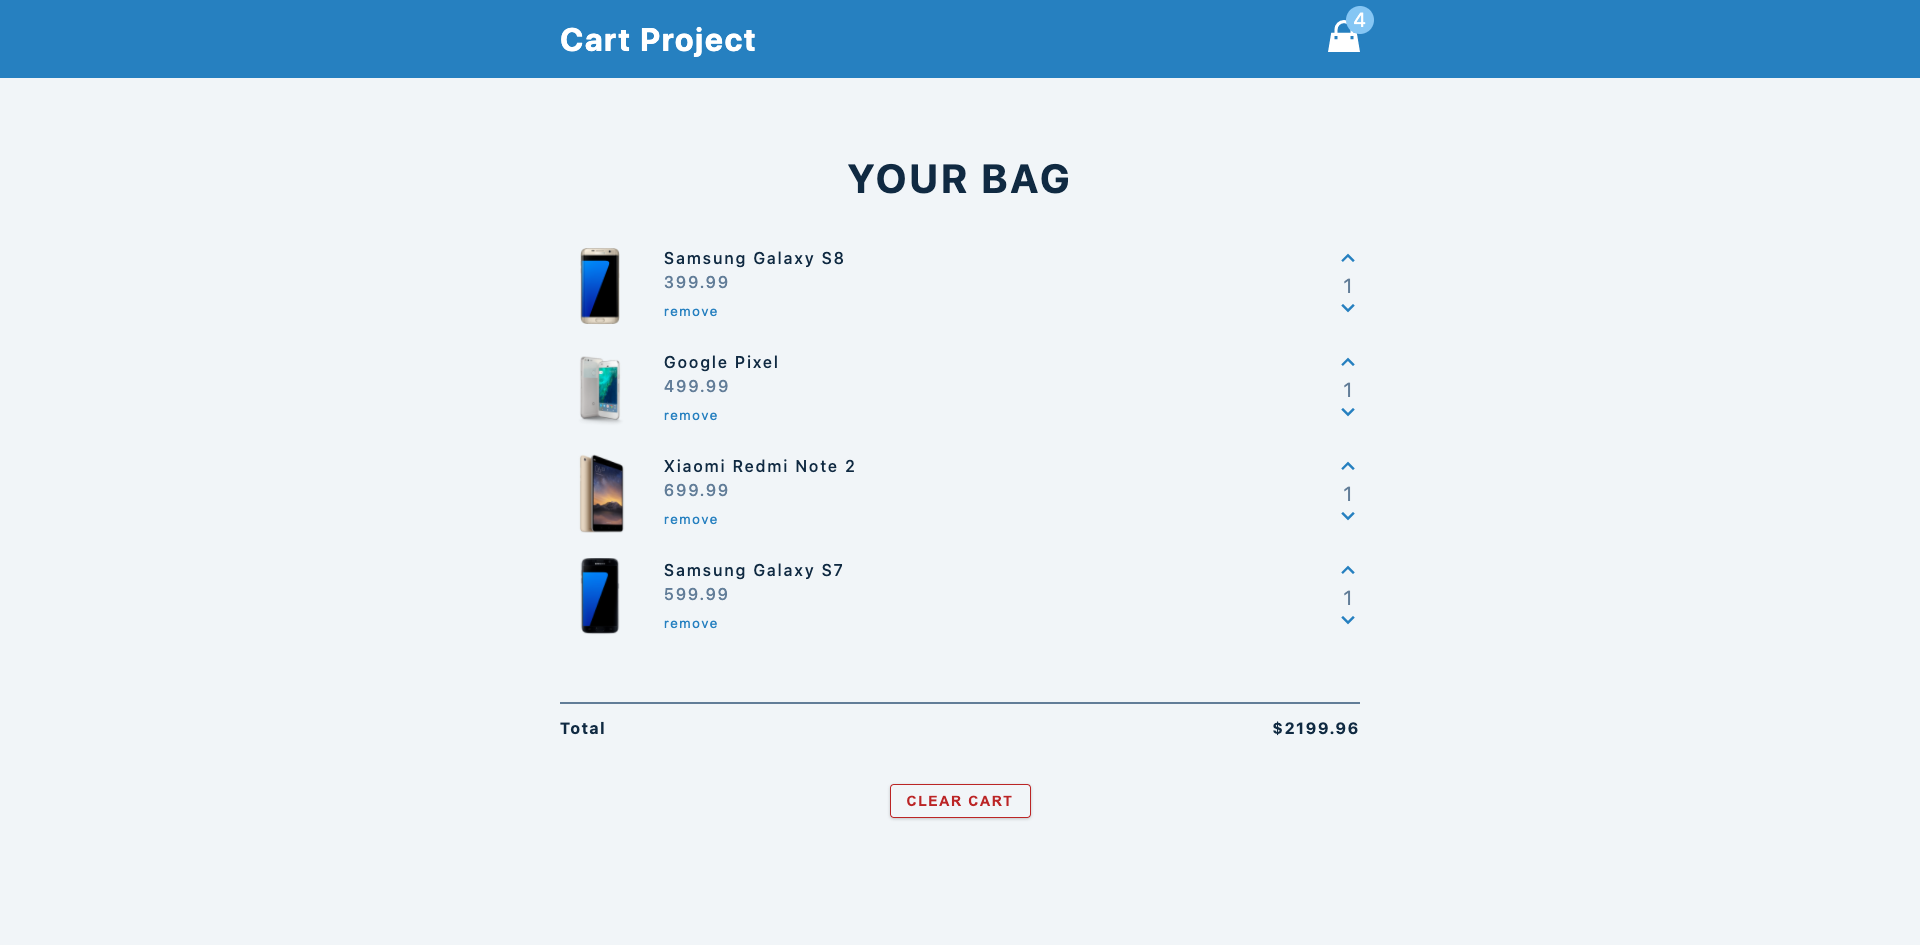 Cart Project
4
YOUR BAG
Samsung Galaxy S8
399.99
1
remove
Google Pixel
499.99
1
remove
Xiaomi Redmi Note 2
699.99
1
remove
Samsung Galaxy S7
599.99
1
remove
Total $2199.96
CLEAR CART